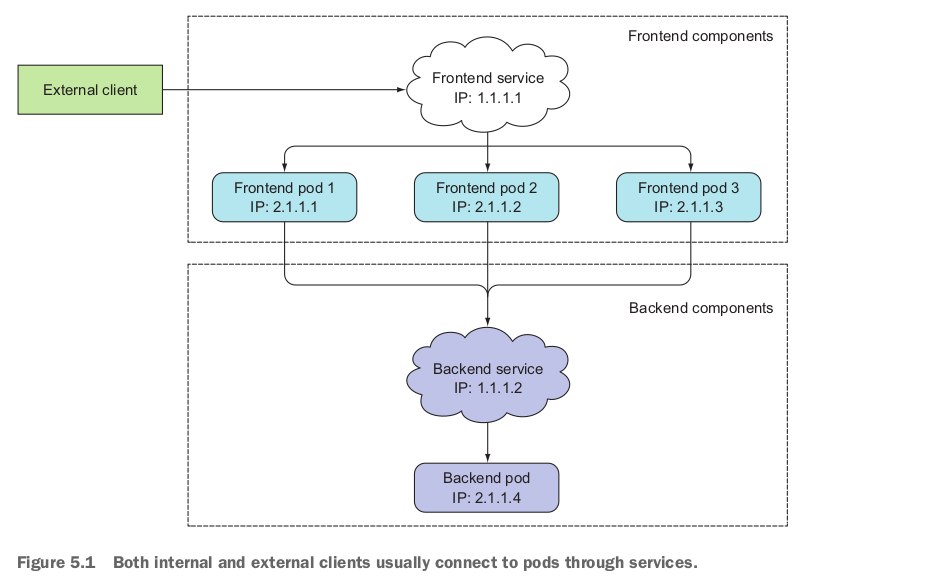 Frontend components
External client
Frontend service
IP: 1.1.1.1
Frontend pod 1
IP: 2.1.1.1
Frontend pod 2
IP: 2.1.1.2
Frontend pod 3
IP: 2.1.1.3
Backend components
Backend service
IP: 1.1.1.2
Backend pod
IP: 2.1.1.4
Figure 5.1 Both internal and external clients usually connect to pods through services.